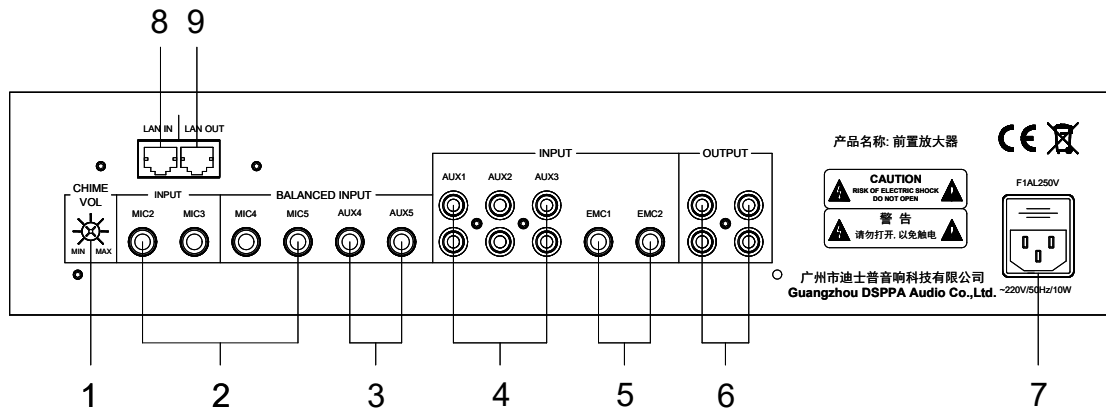 8 9
LAN IN LAN OUT
CHIME
VOL
MIN MAX
INPUT
MIC2 MIC3
BALANCED INPUT
MIC4 MIC5 AUX4 AUX5
INPUT
AUX1 AUX2 AUX3
EMC1 EMC2
OUTPUT
产品名称: 前置放大器
CAUTION
RISK OF ELECTRIC SHOCK
DO NOT OPEN
警 告
请勿打开, 以免触电
广州市迪士普音响科技有限公司
Guangzhou DSPPA Audio Co.,Ltd.
CE
F1AL250V
~220V/50Hz/10W
1 2 3 4 5 6 7